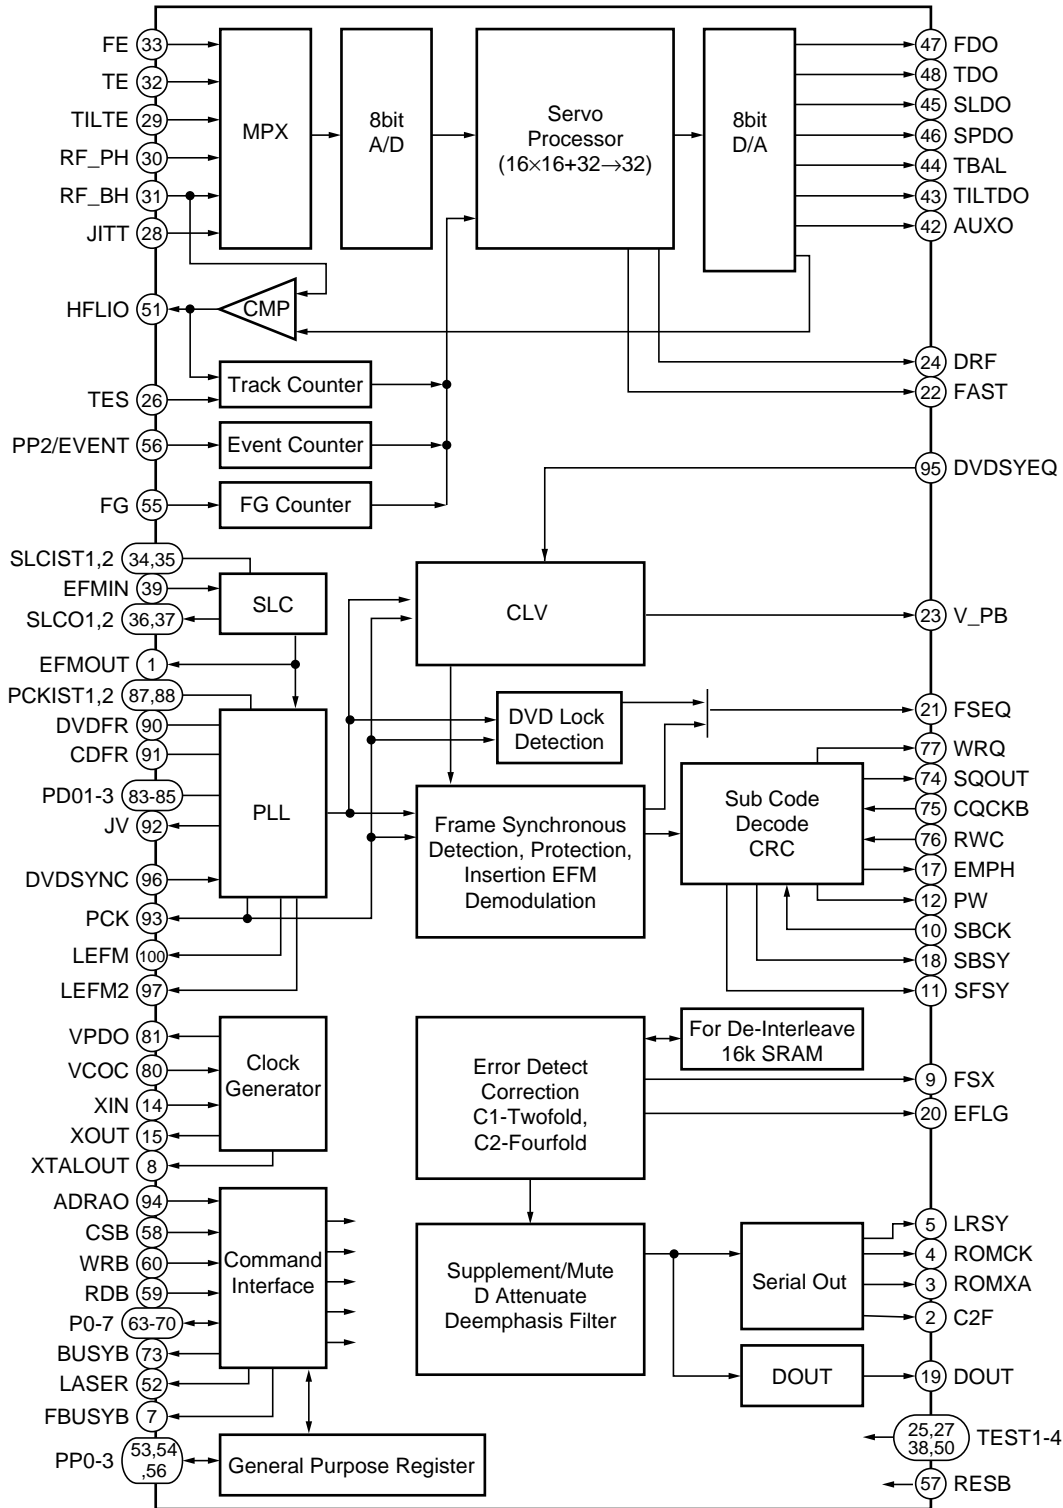 FE 33
TE 32
TILTE 29
RF_PH 30
RF_BH 31
JITT 28
HFLIO 51
TES 26
PP2/EVENT 56
FG 55
SLCIST1,2 34,35
EFMIN 39
SLCO1,2 36,37
EFMOUT 1
PCKIST1,2 87,88
DVDFR 90
CDFR 91
PD01-3 83-85
JV 92
DVDSYNC 96
PCK 93
LEFM 100
LEFM2 97
VPDO 81
VCOC 80
XIN 14
XOUT 15
XTALOUT 8
ADRAO 94
CSB 58
WRB 60
RDB 59
P0-7 63-70
BUSYB 73
LASER 52
FBUSYB 7
PP0-3 53,54
,56
MPX
8bit
A/D
Servo
Processor
(16×16+32→32)
8bit
D/A
CMP
Track Counter
Event Counter
FG Counter
SLC
CLV
PLL
DVD Lock
Detection
Frame Synchronous
Detection, Protection,
Insertion EFM
Demodulation
Sub Code
Decode
CRC
Clock
Generator
Error Detect
Correction
C1-Twofold,
C2-Fourfold
For De-Interleave
16k SRAM
Command
Interface
Supplement/Mute
D Attenuate
Deemphasis Filter
Serial Out
DOUT
General Purpose Register
47 FDO
48 TDO
45 SLDO
46 SPDO
44 TBAL
43 TILTDO
42 AUXO
24 DRF
22 FAST
95 DVDSYEQ
23 V_PB
21 FSEQ
77 WRQ
74 SQOUT
75 CQCKB
76 RWC
17 EMPH
12 PW
10 SBCK
18 SBSY
11 SFSY
9 FSX
20 EFLG
5 LRSY
4 ROMCK
3 ROMXA
2 C2F
19 DOUT
25,27
38,50 TEST1-4
57 RESB